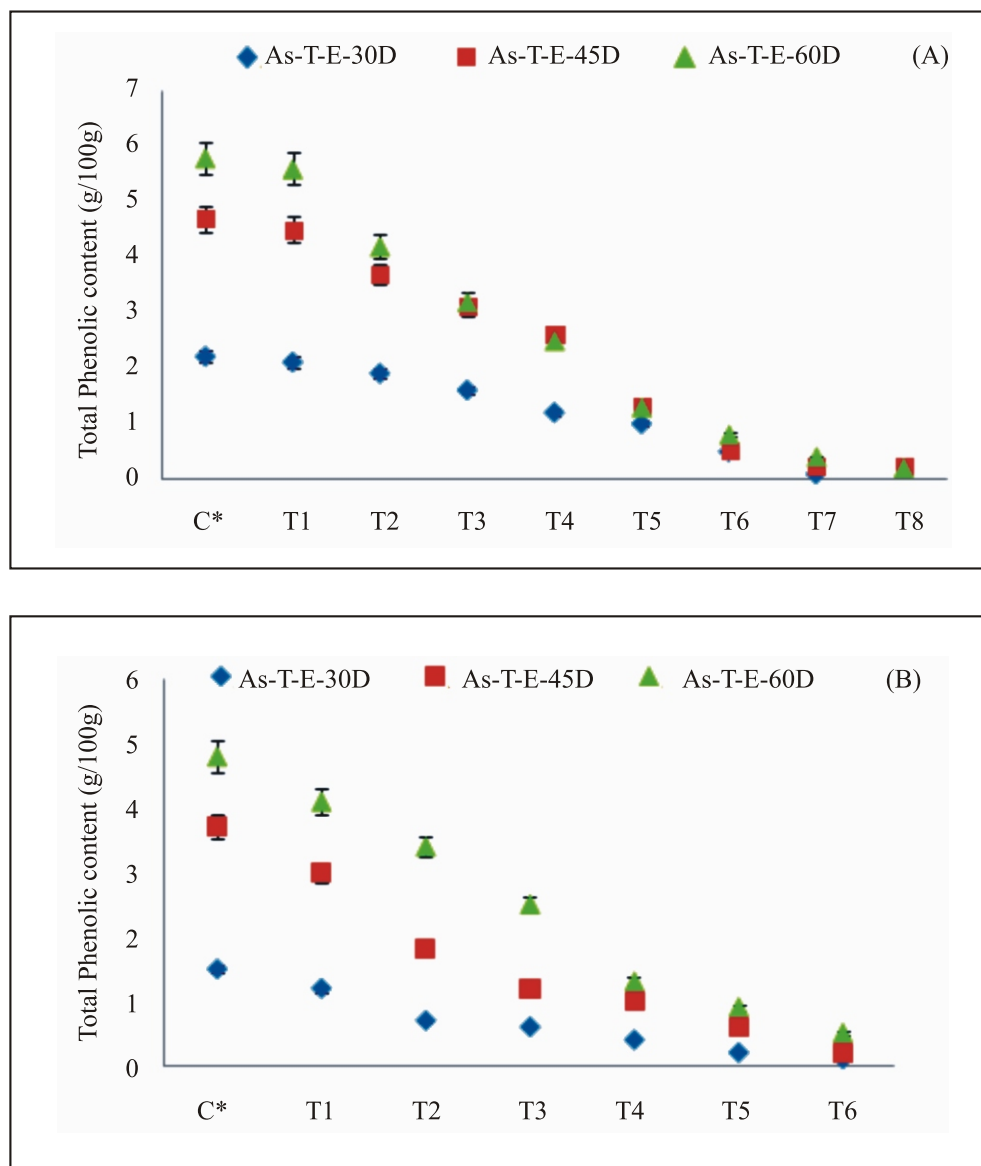 As-T-E-30D As-T-E-45D As-T-E-60D (A)
Total Phenolic content (g/100g)
7
6
5
4
3
2
1
0
C* T1 T2 T3 T4 T5 T6 T7 T8
As-T-E-30D As-T-E-45D As-T-E-60D (B)
Total Phenolic content (g/100g)
6
5
4
3
2
1
0
C* T1 T2 T3 T4 T5 T6